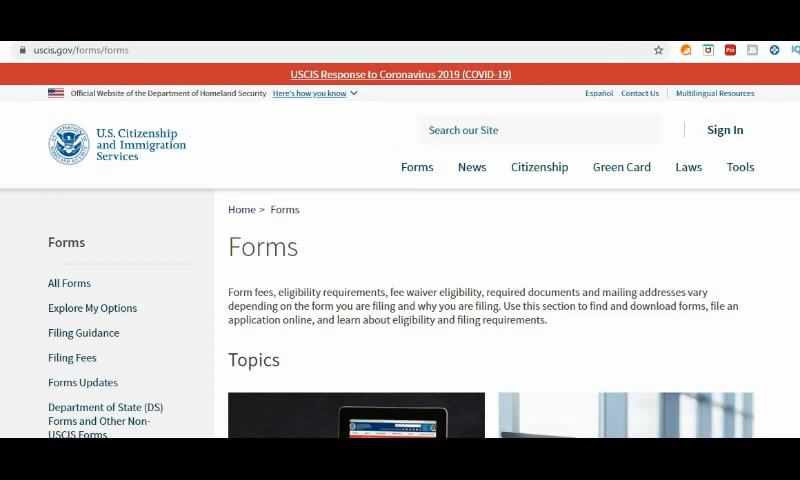 uscis.gov/forms/forms
USCIS Response to Coronavirus 2019 (COVID-19)
Official Website of the Department of Homeland Security Here's how you know
Español Contact Us Multilingual Resources
U.S. Citizenship
and Immigration
Services
Search our Site
Sign In
Forms News Citizenship Green Card Laws Tools
Forms
All Forms
Explore My Options
Filing Guidance
Filing Fees
Forms Updates
Department of State (DS)
Forms and Other Non-
USCIS Forms
Home > Forms
Forms
Form fees, eligibility requirements, fee waiver eligibility, required documents and mailing addresses vary
depending on the form you are filing and why you are filing. Use this section to find and download forms, file an
application online, and learn about eligibility and filing requirements.
Topics